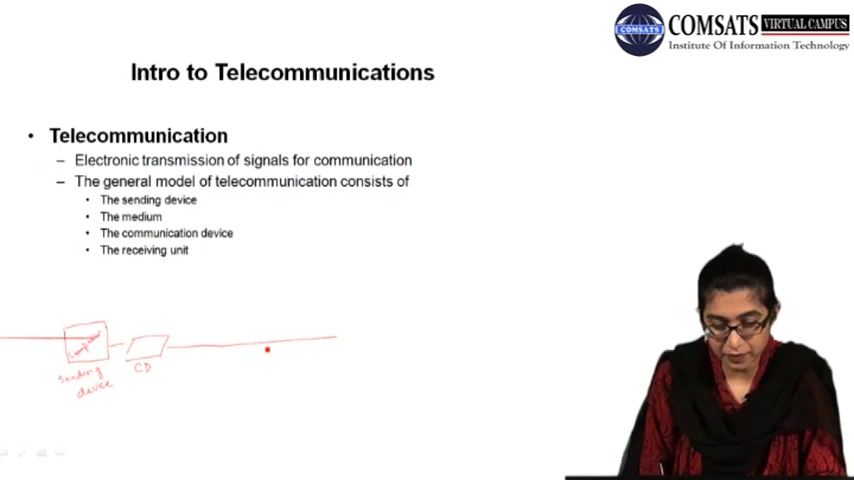 COMSATS VIRTUAL CAMPUS
COMSATS Institute Of Information Technology
Intro to Telecommunications
• Telecommunication
– Electronic transmission of signals for communication
– The general model of telecommunication consists of
• The sending device
• The medium
• The communication device
• The receiving unit
Computer
CD
Sending
device